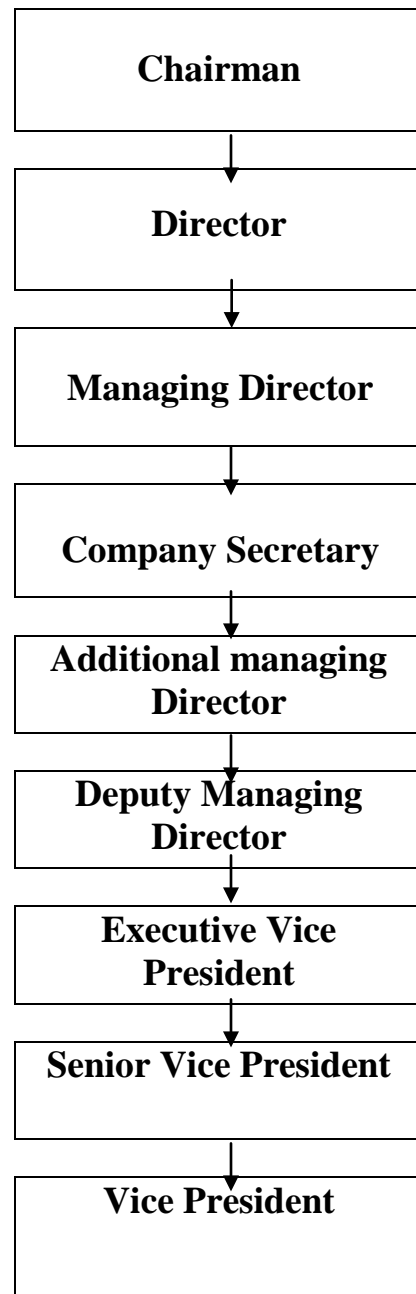 Chairman
Director
Managing Director
Company Secretary
Additional managing
Director
Deputy Managing
Director
Executive Vice
President
Senior Vice President
Vice President